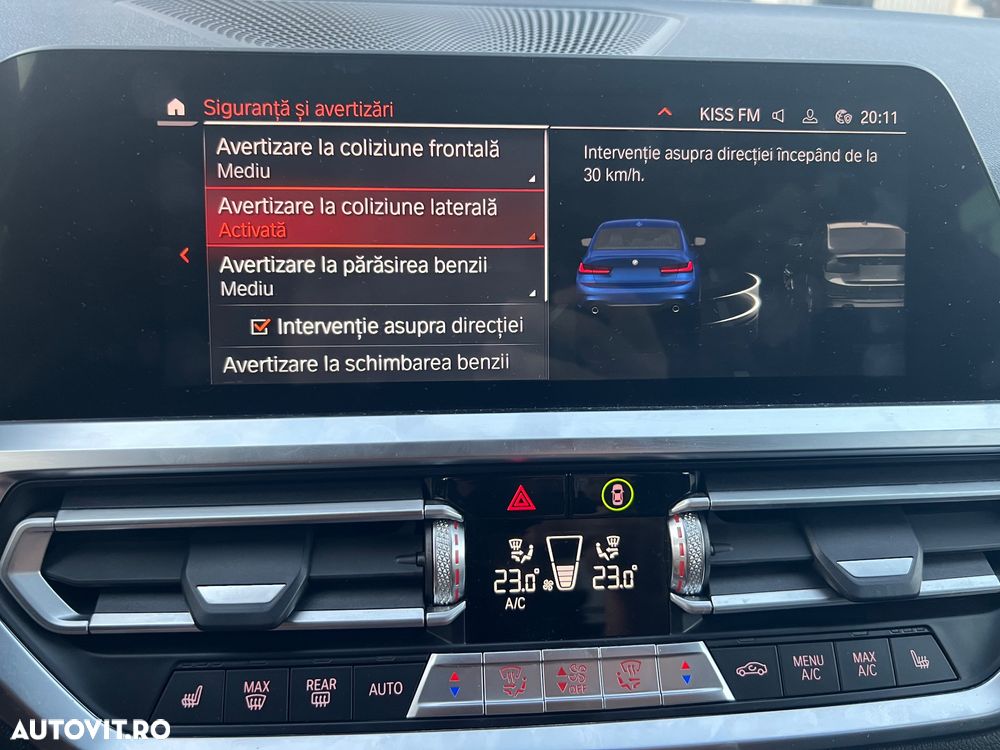 Siguranță și avertizări
KISS FM
20:11
Avertizare la coliziune frontală
Mediu
Avertizare la coliziune laterală
Activată
Avertizare la părăsirea benzii
Mediu
Intervenție asupra direcției
Avertizare la schimbarea benzii
Intervenție asupra direcției începând de la
30 km/h.
23.0°
23.0°
A/C
MAX
REAR
AUTO
OFF
MENU
A/C
MAX
A/C
AUTOVIT.RO